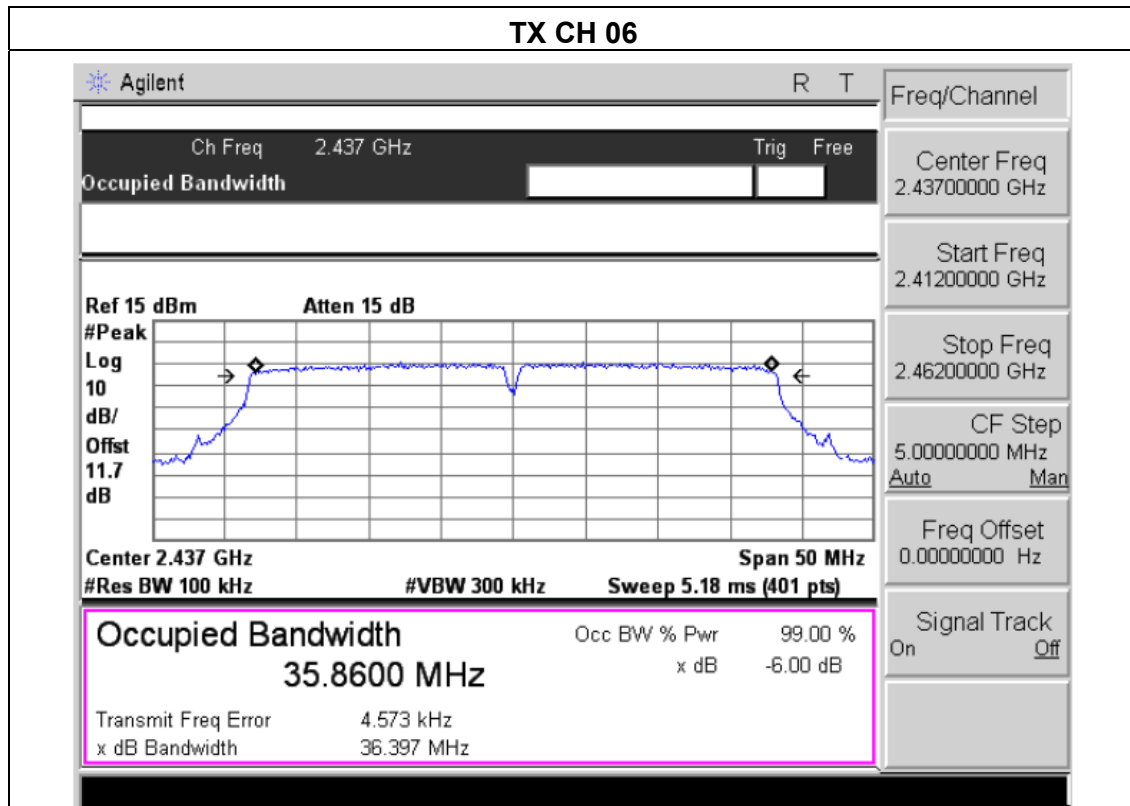 TX CH 06
Agilent R T
Freq/Channel
Ch Freq 2.437 GHz Trig Free
Occupied Bandwidth
Center Freq
2.43700000 GHz
Start Freq
2.41200000 GHz
Ref 15 dBm Atten 15 dB
#Peak
Log
10
dB/
Offst
11.7
dB
Stop Freq
2.46200000 GHz
CF Step
5.00000000 MHz
Auto Man
Freq Offset
0.00000000 Hz
Center 2.437 GHz Span 50 MHz
#Res BW 100 kHz #VBW 300 kHz Sweep 5.18 ms (401 pts)
Signal Track
On Off
Occupied Bandwidth Occ BW % Pwr 99.00 %
35.8600 MHz x dB -6.00 dB
Transmit Freq Error 4.573 kHz
x dB Bandwidth 36.397 MHz